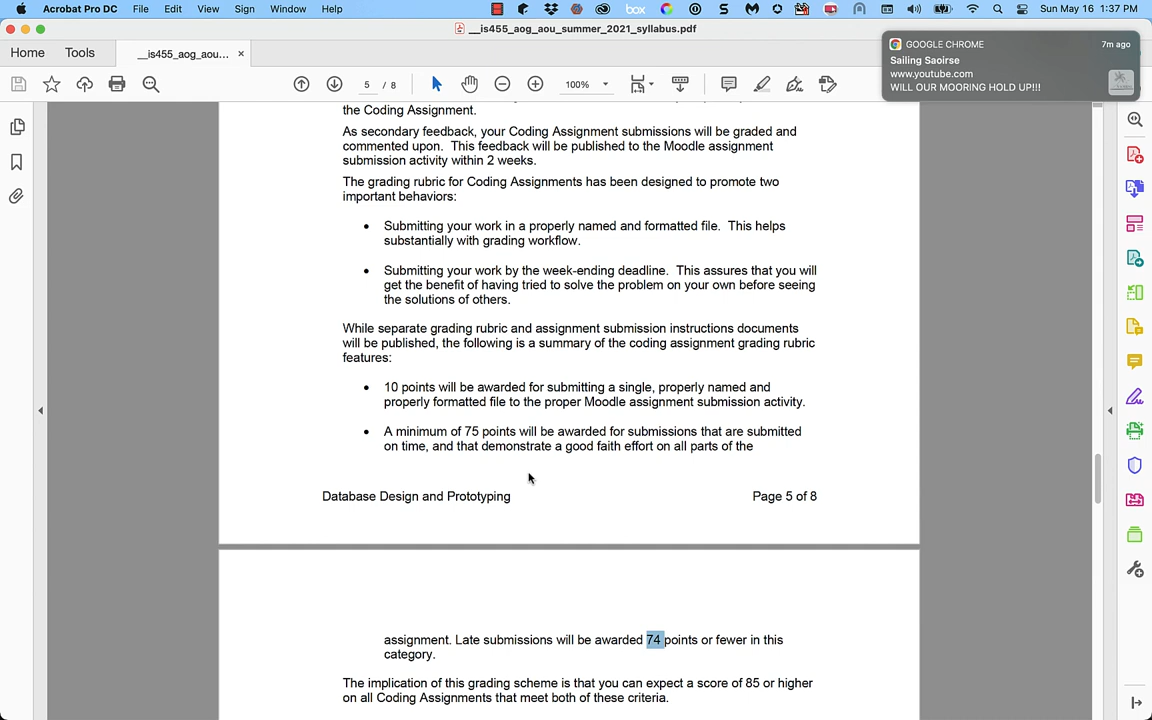 Acrobat Pro DC File Edit View Sign Window Help box Sun May 16 1:37 PM
__is455_aog_aou_summer_2021_syllabus.pdf
Home Tools __is455_aog_aou... ×
GOOGLE CHROME 7m ago
Sailing Saoirse
www.youtube.com
WILL OUR MOORING HOLD UP!!!
5 / 8 100%
the Coding Assignment.
As secondary feedback, your Coding Assignment submissions will be graded and
commented upon. This feedback will be published to the Moodle assignment
submission activity within 2 weeks.
The grading rubric for Coding Assignments has been designed to promote two
important behaviors:
• Submitting your work in a properly named and formatted file. This helps
substantially with grading workflow.
• Submitting your work by the week-ending deadline. This assures that you will
get the benefit of having tried to solve the problem on your own before seeing
the solutions of others.
While separate grading rubric and assignment submission instructions documents
will be published, the following is a summary of the coding assignment grading rubric
features:
• 10 points will be awarded for submitting a single, properly named and
properly formatted file to the proper Moodle assignment submission activity.
• A minimum of 75 points will be awarded for submissions that are submitted
on time, and that demonstrate a good faith effort on all parts of the
Database Design and Prototyping Page 5 of 8
assignment. Late submissions will be awarded 74 points or fewer in this
category.
The implication of this grading scheme is that you can expect a score of 85 or higher
on all Coding Assignments that meet both of these criteria.